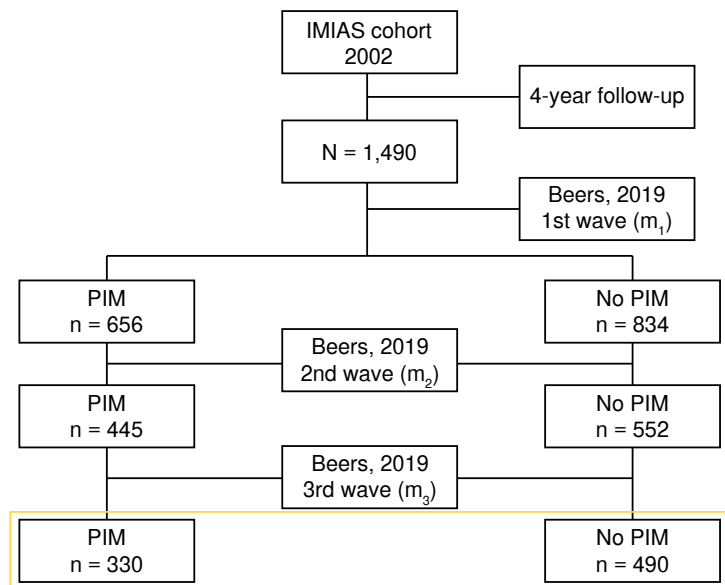 IMIAS cohort
2002
4-year follow-up
N = 1,490
Beers, 2019
1st wave (m₁)
PIM
n = 656
No PIM
n = 834
Beers, 2019
2nd wave (m₂)
PIM
n = 445
No PIM
n = 552
Beers, 2019
3rd wave (m₃)
PIM
n = 330
No PIM
n = 490